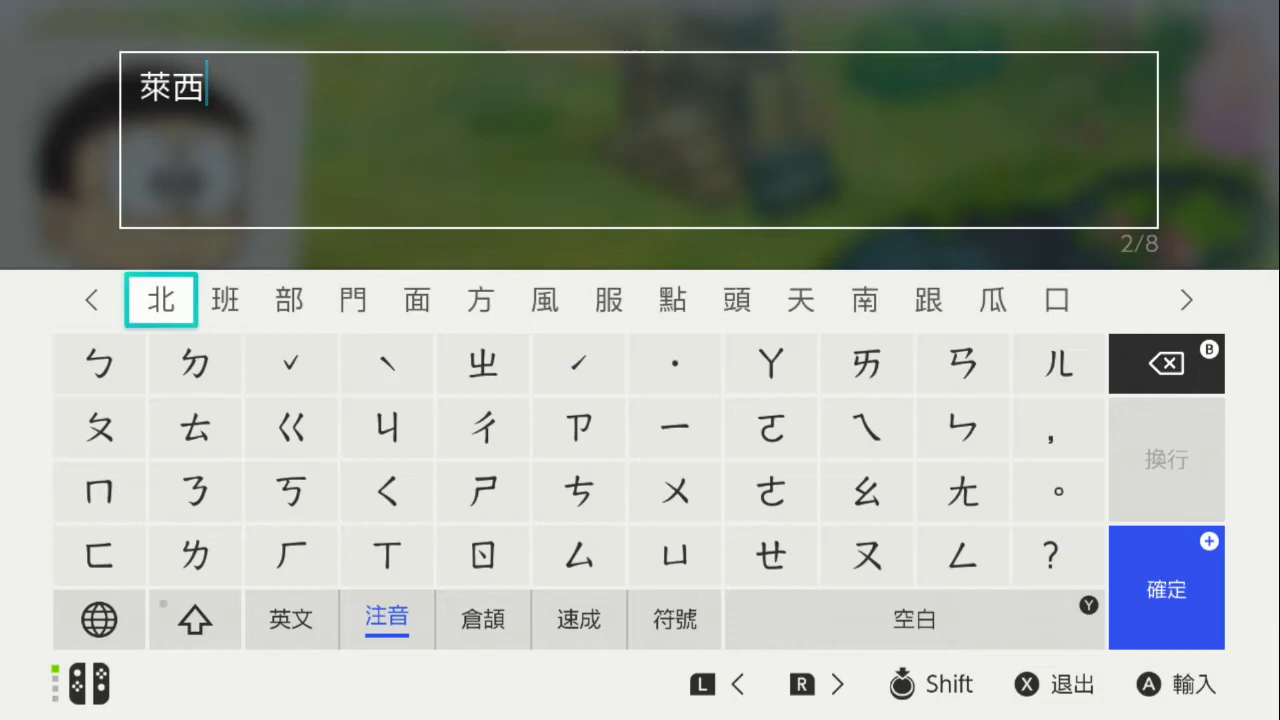 萊西
2/8
北 班 部 門 面 方 風 服 點 頭 天 南 跟 瓜 口
ㄅ ㄉ ˇ ˋ ㄓ ˊ ˙ ㄚ ㄞ ㄢ ㄦ B
ㄆ ㄊ ㄍ ㄐ ㄔ ㄗ ㄧ ㄛ ㄟ ㄣ , 換行
ㄇ ㄋ ㄎ ㄑ ㄕ ㄘ ㄨ ㄜ ㄠ ㄤ 。
ㄈ ㄌ ㄏ ㄒ ㄖ ㄙ ㄩ ㄝ ㄡ ㄥ ? + 確定
英文 注音 倉頡 速成 符號 空白 Y
L R Shift X 退出 A 輸入